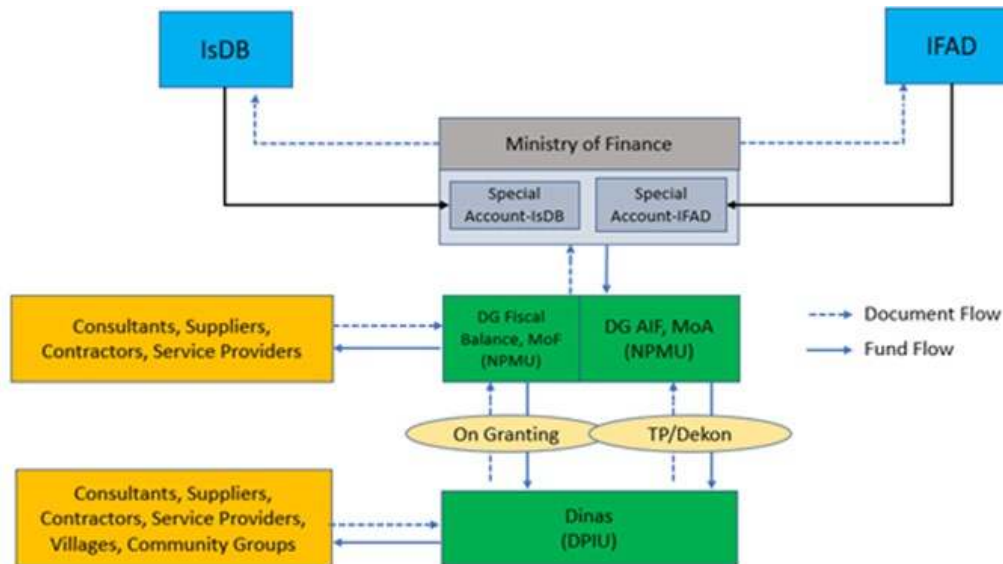 IsDB
IFAD
Ministry of Finance
Special
Account-IsDB
Special
Account-IFAD
Consultants, Suppliers,
Contractors, Service Providers
DG Fiscal
Balance, MoF
(NPMU)
DG AIF, MoA
(NPMU)
Document Flow
Fund Flow
On Granting
TP/Dekon
Consultants, Suppliers,
Contractors, Service Providers,
Villages, Community Groups
Dinas
(DPIU)